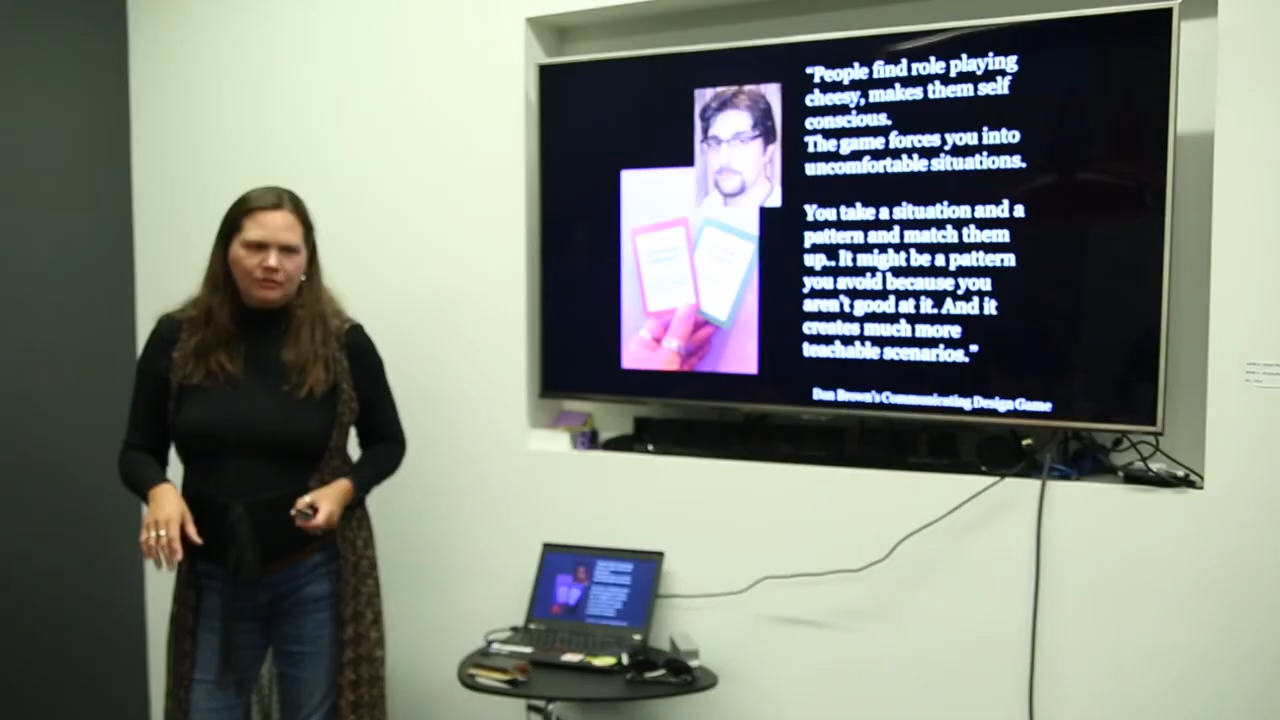 “People find role playing
cheesy, makes them self
conscious.
The game forces you into
uncomfortable situations.
You take a situation and a
pattern and match them
up.. It might be a pattern
you avoid because you
aren’t good at it. And it
creates much more
teachable scenarios.”
Dan Brown’s Communicating Design Game